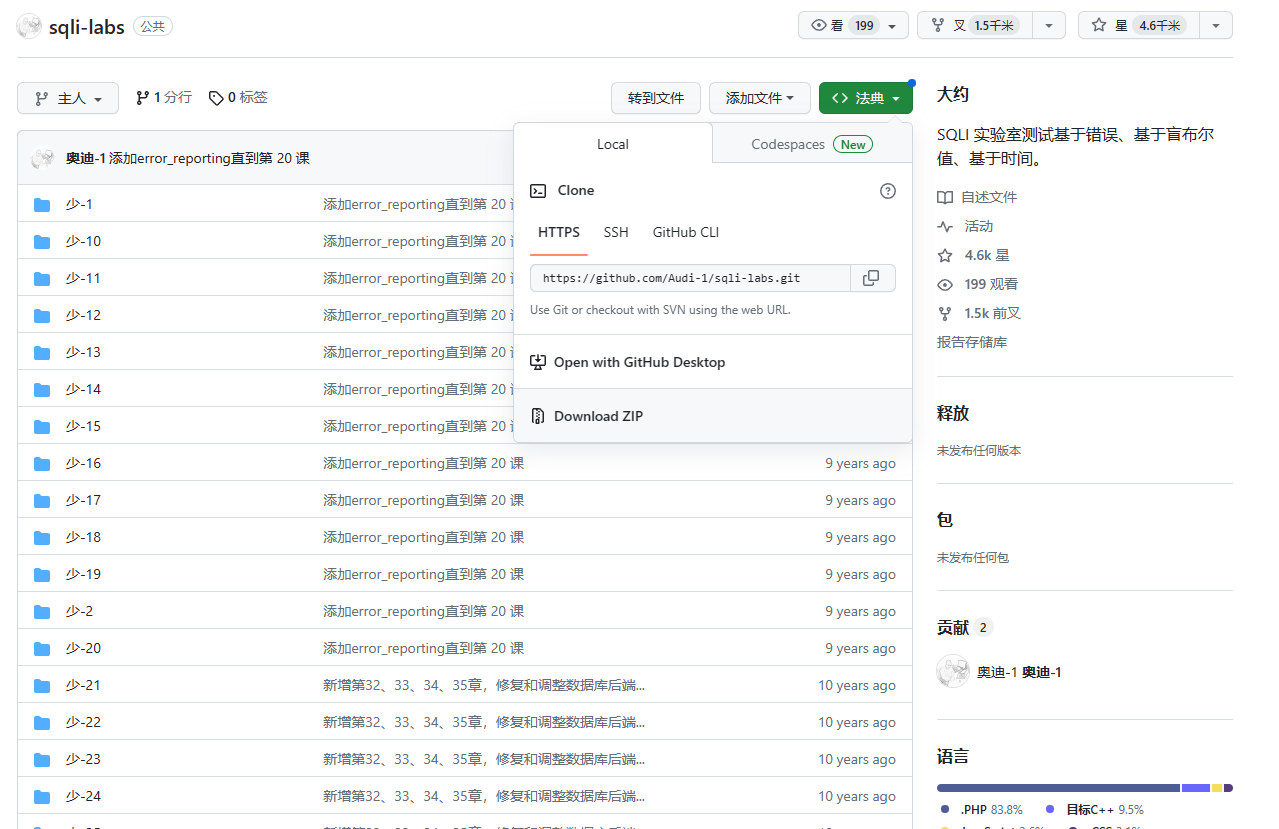 sqli-labs 公共
看 199
叉 1.5千米
星 4.6千米
主人
1 分行
0 标签
转到文件
添加文件
法典
奥迪-1 添加error_reporting直到第 20 课
Local
Codespaces New
Clone
HTTPS SSH GitHub CLI
https://github.com/Audi-1/sqli-labs.git
Use Git or checkout with SVN using the web URL.
Open with GitHub Desktop
Download ZIP
少-1 添加error_reporting直到第 20
少-10 添加error_reporting直到第 20
少-11 添加error_reporting直到第 20
少-12 添加error_reporting直到第 20
少-13 添加error_reporting直到第 20
少-14 添加error_reporting直到第 20
少-15 添加error_reporting直到第 20
少-16 添加error_reporting直到第 20 课 9 years ago
少-17 添加error_reporting直到第 20 课 9 years ago
少-18 添加error_reporting直到第 20 课 9 years ago
少-19 添加error_reporting直到第 20 课 9 years ago
少-2 添加error_reporting直到第 20 课 9 years ago
少-20 添加error_reporting直到第 20 课 9 years ago
少-21 新增第32、33、34、35章，修复和调整数据库后端... 10 years ago
少-22 新增第32、33、34、35章，修复和调整数据库后端... 10 years ago
少-23 新增第32、33、34、35章，修复和调整数据库后端... 10 years ago
少-24 新增第32、33、34、35章，修复和调整数据库后端... 10 years ago
大约
SQLI 实验室测试基于错误、基于盲布尔
值、基于时间。
自述文件
活动
4.6k 星
199 观看
1.5k 前叉
报告存储库
释放
未发布任何版本
包
未发布任何包
贡献 2
奥迪-1 奥迪-1
语言
.PHP 83.8% 目标C++ 9.5%